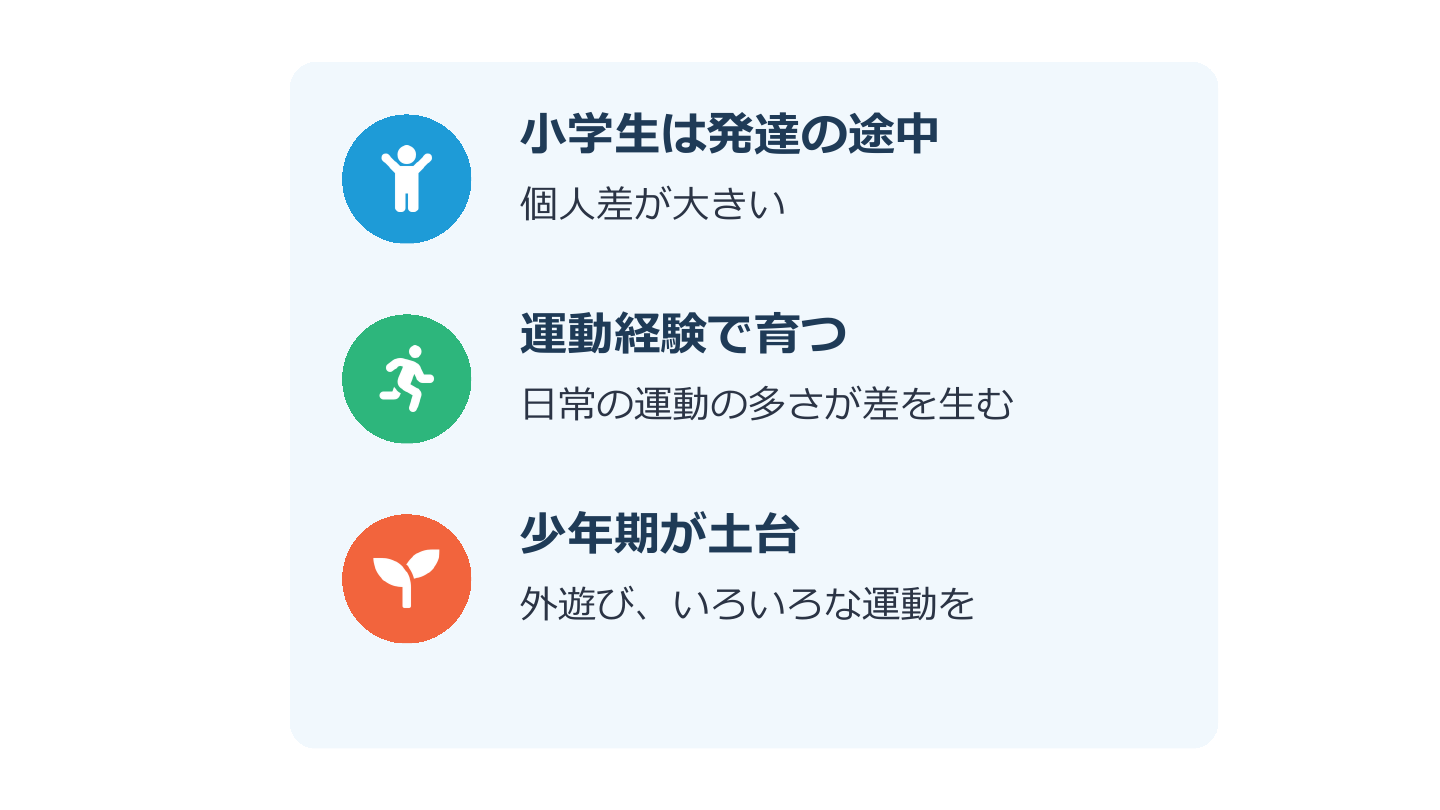 小学生は発達の途中
個人差が大きい
運動経験で育つ
日常の運動の多さが差を生む
少年期が土台
外遊び、いろいろな運動を